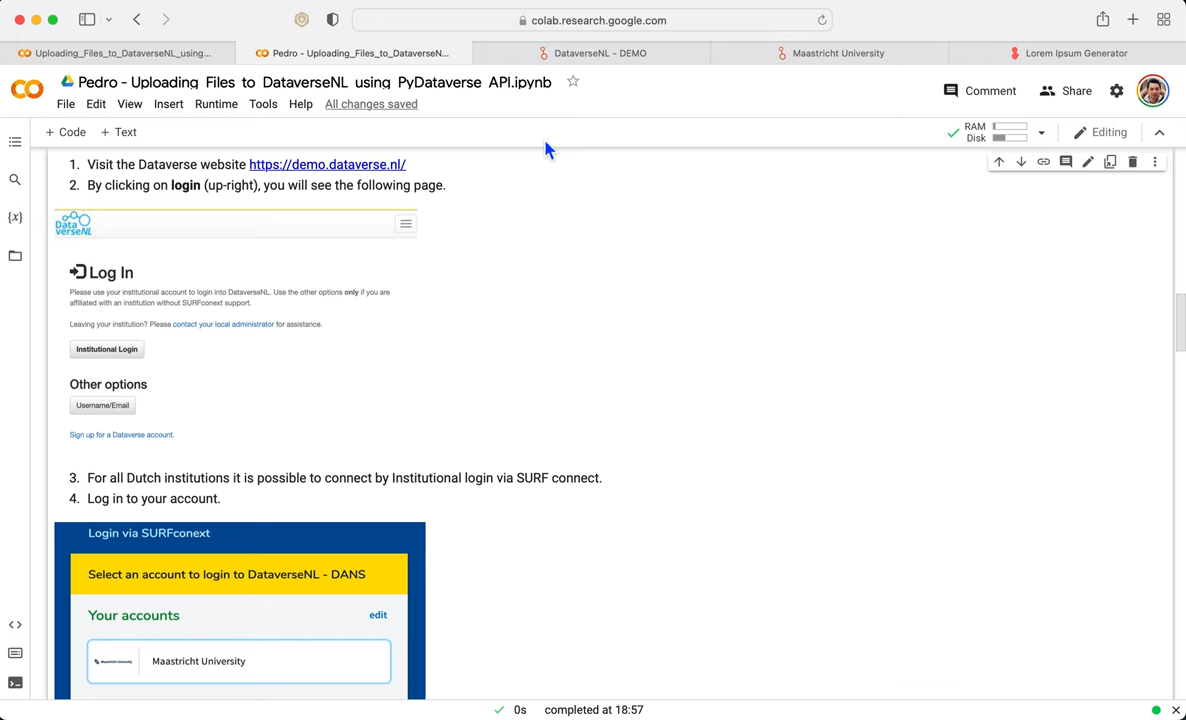 colab.research.google.com
Uploading_Files_to_DataverseNL_using...
Pedro - Uploading_Files_to_DataverseN...
DataverseNL - DEMO
Maastricht University
Lorem Ipsum Generator
Pedro - Uploading_Files_to_DataverseNL_using_PyDataverse_API.ipynb
Comment
Share
File Edit View Insert Runtime Tools Help All changes saved
+ Code + Text
RAM
Disk
Editing
1. Visit the Dataverse website https://demo.dataverse.nl/
2. By clicking on login (up-right), you will see the following page.
Data
verseNL
Log In
Please use your institutional account to login into DataverseNL. Use the other options only if you are
affiliated with an institution without SURFconext support.
Leaving your institution? Please contact your local administrator for assistance.
Institutional Login
Other options
Username/Email
Sign up for a Dataverse account.
3. For all Dutch institutions it is possible to connect by Institutional login via SURF connect.
4. Log in to your account.
Login via SURFconext
Select an account to login to DataverseNL - DANS
Your accounts
edit
Maastricht University
Maastricht University
0s completed at 18:57